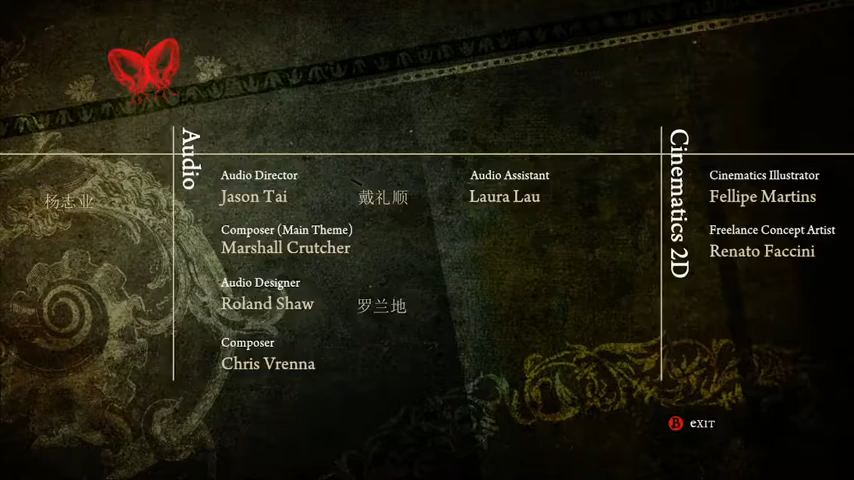 杨志业
Audio
Audio Director
Jason Tai 戴礼顺
Composer (Main Theme)
Marshall Crutcher
Audio Designer
Roland Shaw 罗兰地
Composer
Chris Vrenna
Audio Assistant
Laura Lau
Cinematics 2D
Cinematics Illustrator
Fellipe Martins
Freelance Concept Artist
Renato Faccini
B eXIT